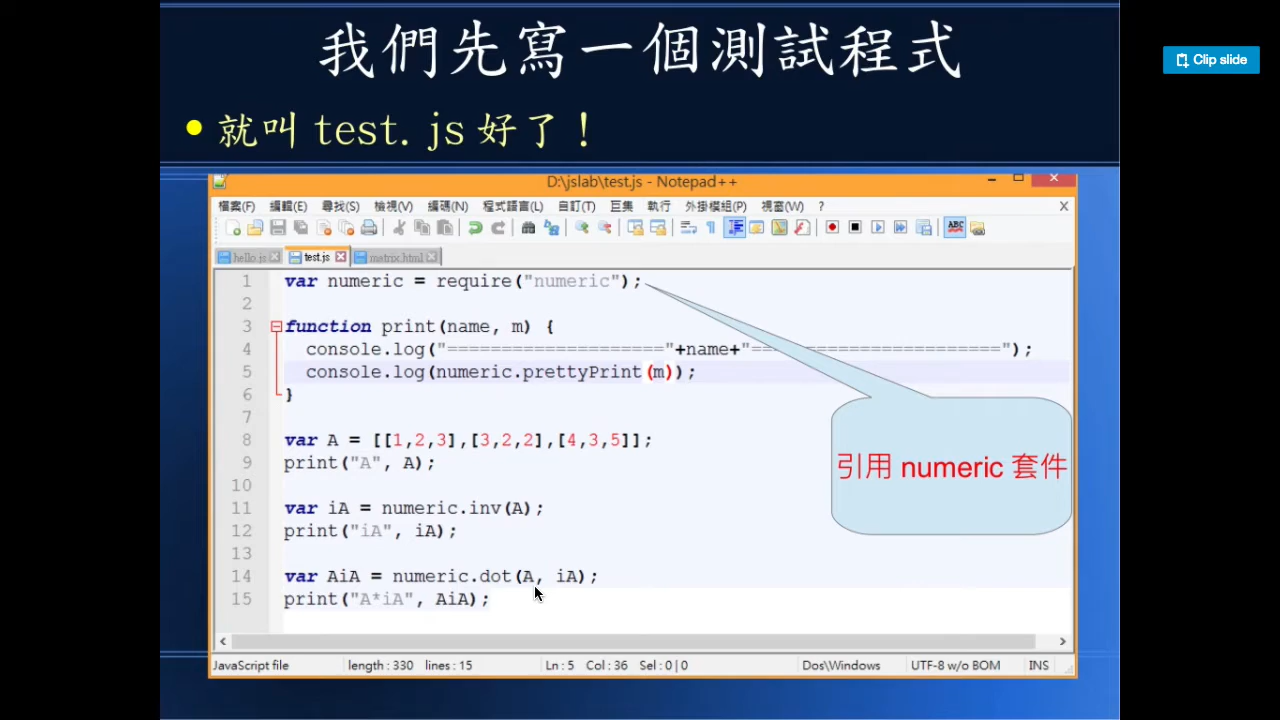 我們先寫一個測試程式
Clip slide
就叫 test.js 好了！
D:\jslab\test.js - Notepad++
檔案(F) 編輯(E) 尋找(S) 檢視(V) 編碼(N) 程式語言(L) 自訂(T) 巨集 執行 外掛模組(P) 視窗(W) ? X
ABC
hello.js test.js matrix.html
1 var numeric = require("numeric");
2
3 function print(name, m) {
4 console.log("===================="+name+"=======================");
5 console.log(numeric.prettyPrint(m));
6 }
7
8 var A = [[1,2,3],[3,2,2],[4,3,5]];
9 print("A", A);
10
11 var iA = numeric.inv(A);
12 print("iA", iA);
13
14 var AiA = numeric.dot(A, iA);
15 print("A*iA", AiA);
引用 numeric 套件
JavaScript file length : 330 lines : 15 Ln : 5 Col : 36 Sel : 0 | 0 Dos\Windows UTF-8 w/o BOM INS